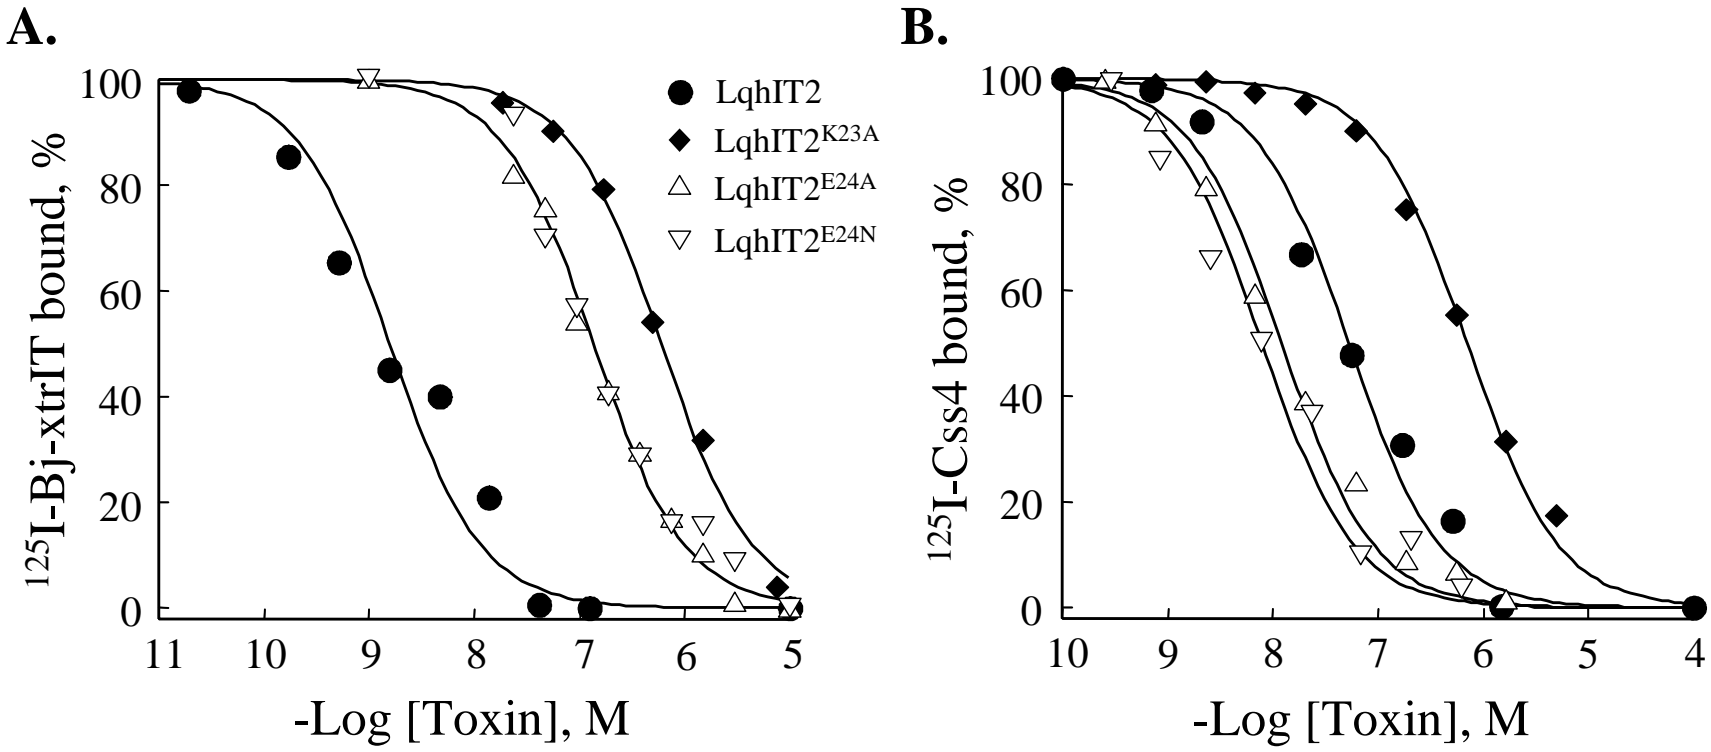 A.
B.
¹²⁵I-Bj-xtrIT bound, %
100
80
60
40
20
0
11 10 9 8 7 6 5
-Log [Toxin], M
LqhIT2
LqhIT2ᴷ²³ᴬ
LqhIT2ᴱ²⁴ᴬ
LqhIT2ᴱ²⁴ᴺ
¹²⁵I-Css4 bound, %
100
80
60
40
20
0
10 9 8 7 6 5 4
-Log [Toxin], M